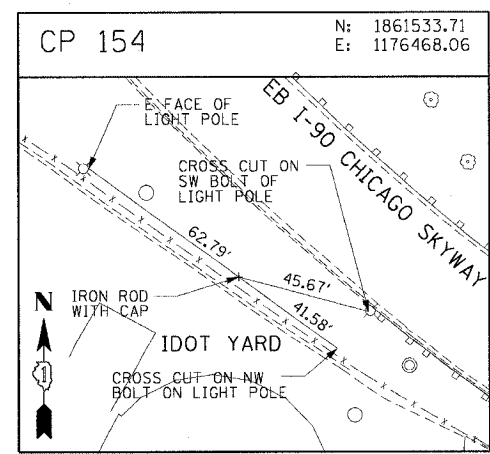 CP 154
N: 1861533.71
E: 1176468.06
E FACE OF
LIGHT POLE
EB I-90 CHICAGO SKYWAY
CROSS CUT ON
SW BOLT OF
LIGHT POLE
62.79'
45.67'
41.58'
IRON ROD
WITH CAP
N
IDOT YARD
CROSS CUT ON NW
BOLT ON LIGHT POLE